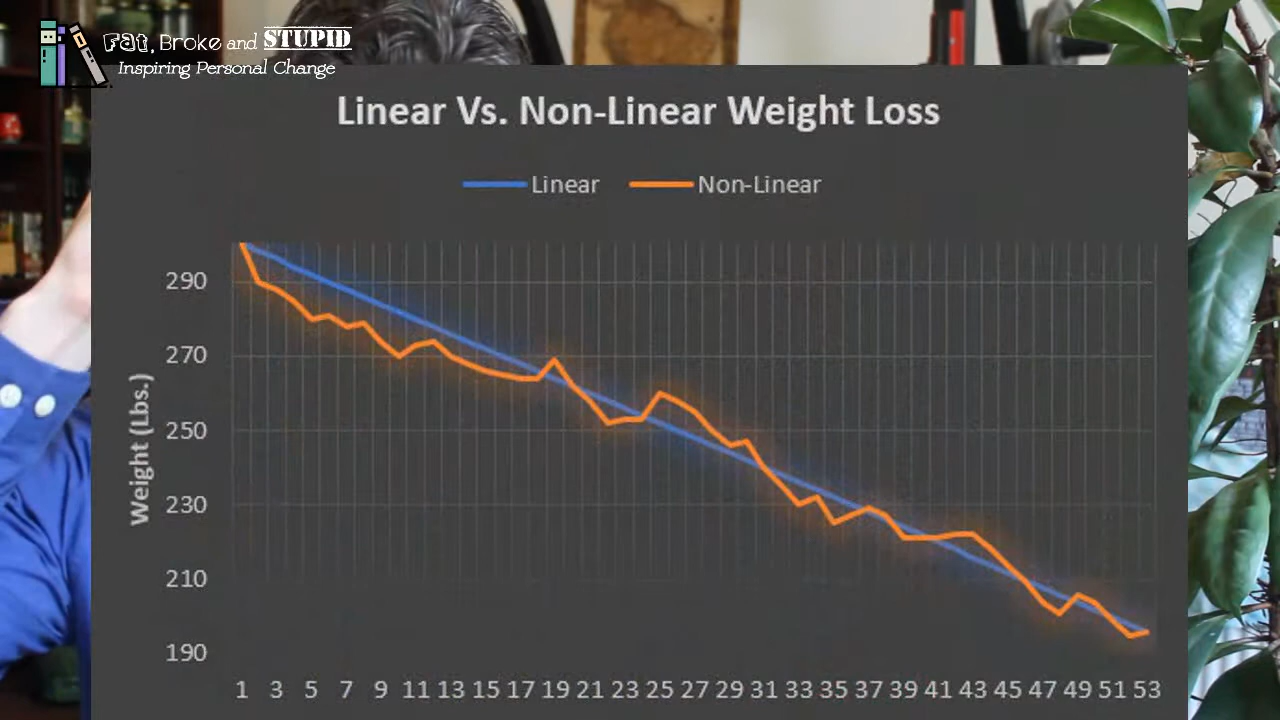 Fat, Broke and STUPID
Inspiring Personal Change
Linear Vs. Non-Linear Weight Loss
Linear Non-Linear
Weight (Lbs.)
290
270
250
230
210
190
1 3 5 7 9 11 13 15 17 19 21 23 25 27 29 31 33 35 37 39 41 43 45 47 49 51 53